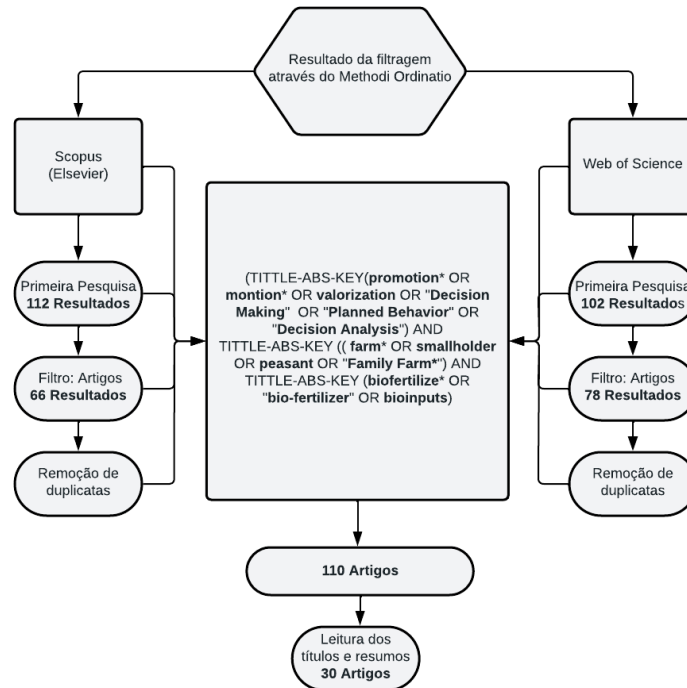 Resultado da filtragem
através do Methodi Ordinatio
Scopus
(Elsevier)
Web of Science
Primeira Pesquisa
112 Resultados
Primeira Pesquisa
102 Resultados
(TITTLE-ABS-KEY(promotion* OR
montion* OR valorization OR "Decision
Making" OR "Planned Behavior" OR
"Decision Analysis") AND
TITTLE-ABS-KEY (( farm* OR smallholder
OR peasant OR "Family Farm*") AND
TITTLE-ABS-KEY (biofertilize* OR
"bio-fertilizer" OR bioinputs)
Filtro: Artigos
66 Resultados
Filtro: Artigos
78 Resultados
Remoção de
duplicatas
Remoção de
duplicatas
110 Artigos
Leitura dos
títulos e resumos
30 Artigos